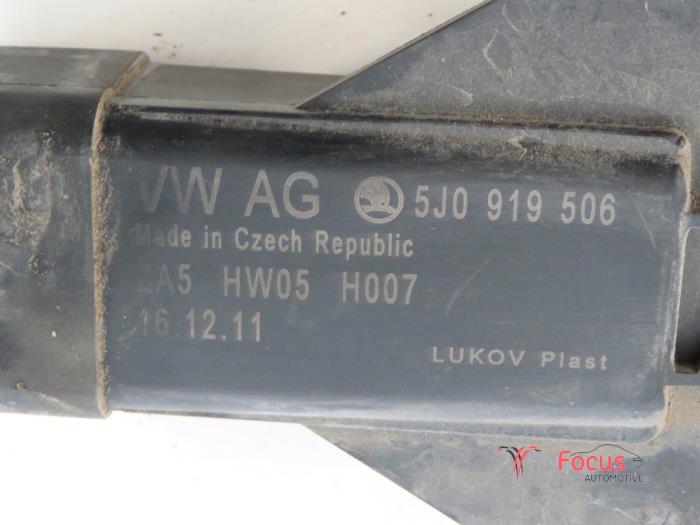 VW AG 5J0 919 506
Made in Czech Republic
ZA5 HW05 H007
16.12.11
LUKOV Plast
Focus
AUTOMOTIVE